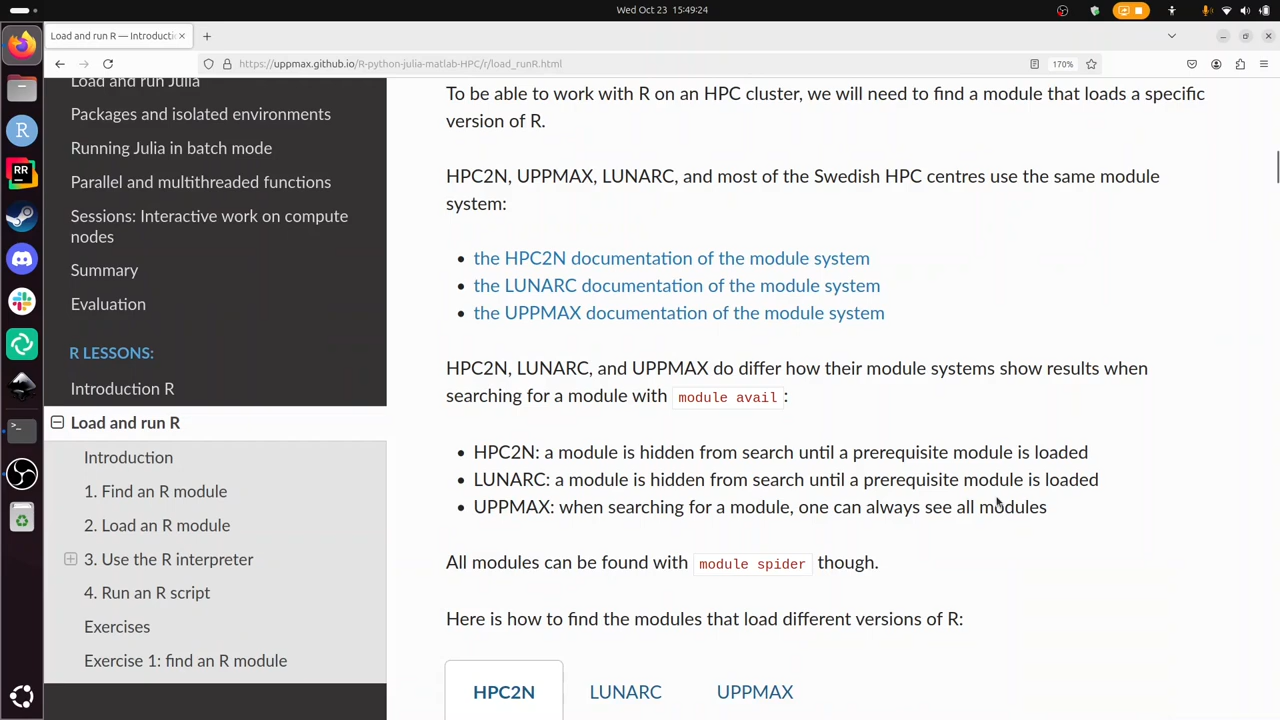 Wed Oct 23 15:49:24
Load and run R — Introducti
https://uppmax.github.io/R-python-julia-matlab-HPC/r/load_runR.html
170%
Load and run Julia
Packages and isolated environments
Running Julia in batch mode
Parallel and multithreaded functions
Sessions: Interactive work on compute
nodes
Summary
Evaluation
R LESSONS:
Introduction R
Load and run R
Introduction
1. Find an R module
2. Load an R module
3. Use the R interpreter
4. Run an R script
Exercises
Exercise 1: find an R module
To be able to work with R on an HPC cluster, we will need to find a module that loads a specific
version of R.
HPC2N, UPPMAX, LUNARC, and most of the Swedish HPC centres use the same module
system:
• the HPC2N documentation of the module system
• the LUNARC documentation of the module system
• the UPPMAX documentation of the module system
HPC2N, LUNARC, and UPPMAX do differ how their module systems show results when
searching for a module with module avail:
• HPC2N: a module is hidden from search until a prerequisite module is loaded
• LUNARC: a module is hidden from search until a prerequisite module is loaded
• UPPMAX: when searching for a module, one can always see all modules
All modules can be found with module spider though.
Here is how to find the modules that load different versions of R:
HPC2N LUNARC UPPMAX
R
RR